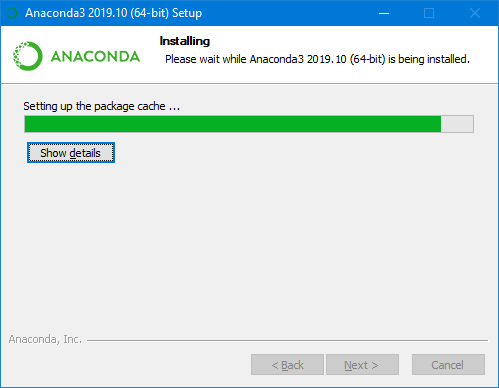 Anaconda3 2019.10 (64-bit) Setup
Installing
Please wait while Anaconda3 2019.10 (64-bit) is being installed.
ANACONDA
Setting up the package cache ...
Show details
Anaconda, Inc.
< Back
Next >
Cancel